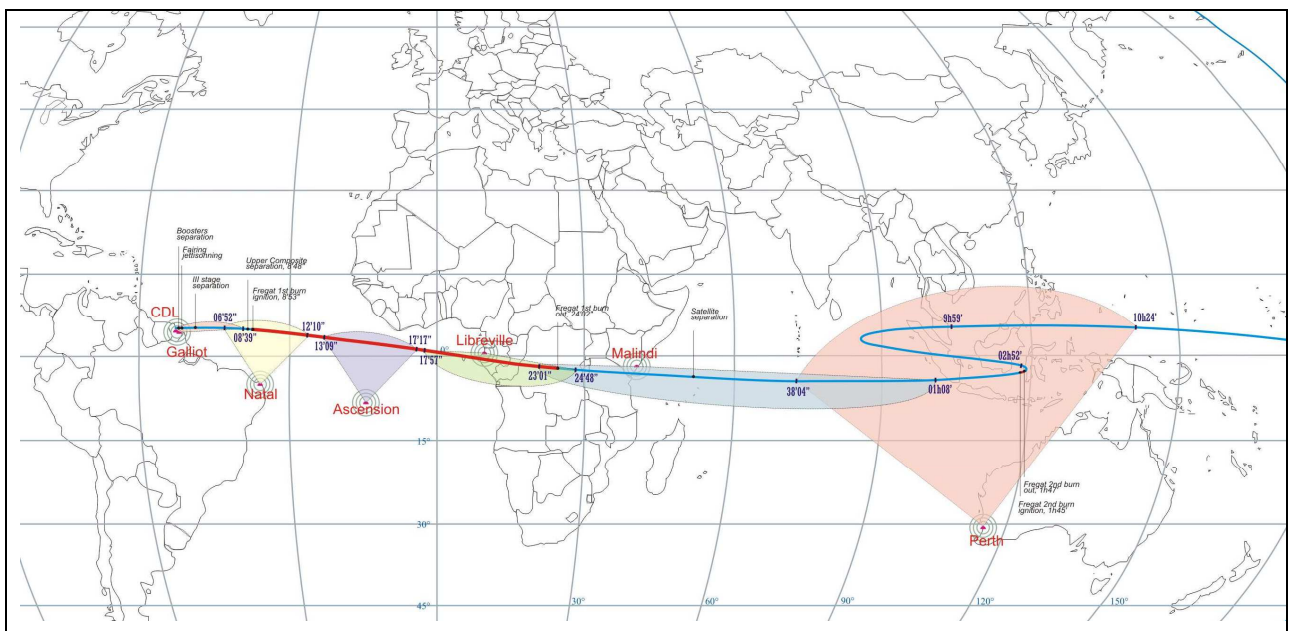 Boosters
separation
Fairing
jettisonning
III stage
separation
Upper Composite
separation, 8'48"
Fregat 1st burn
ignition, 8'53"
Fregat 1st burn
Satellite
separation
CDL
Galliot
06'52"
08'39"
12'10"
13'09"
17'17"
17'51"
0°
Libreville
Malindi
Natal
Ascension
23'01"
24'48"
38'04"
01h08'
02h52'
9h59'
10h24'
Fregat 2nd burn
out, 1h47'
Fregat 2nd burn
ignition, 1h45'
Perth
15°
30°
45°
30°
60°
90°
120°
150°